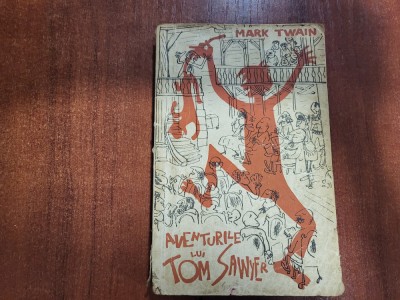 MARK TWAIN
AVENTURILE
LUI
TOM SAWYER